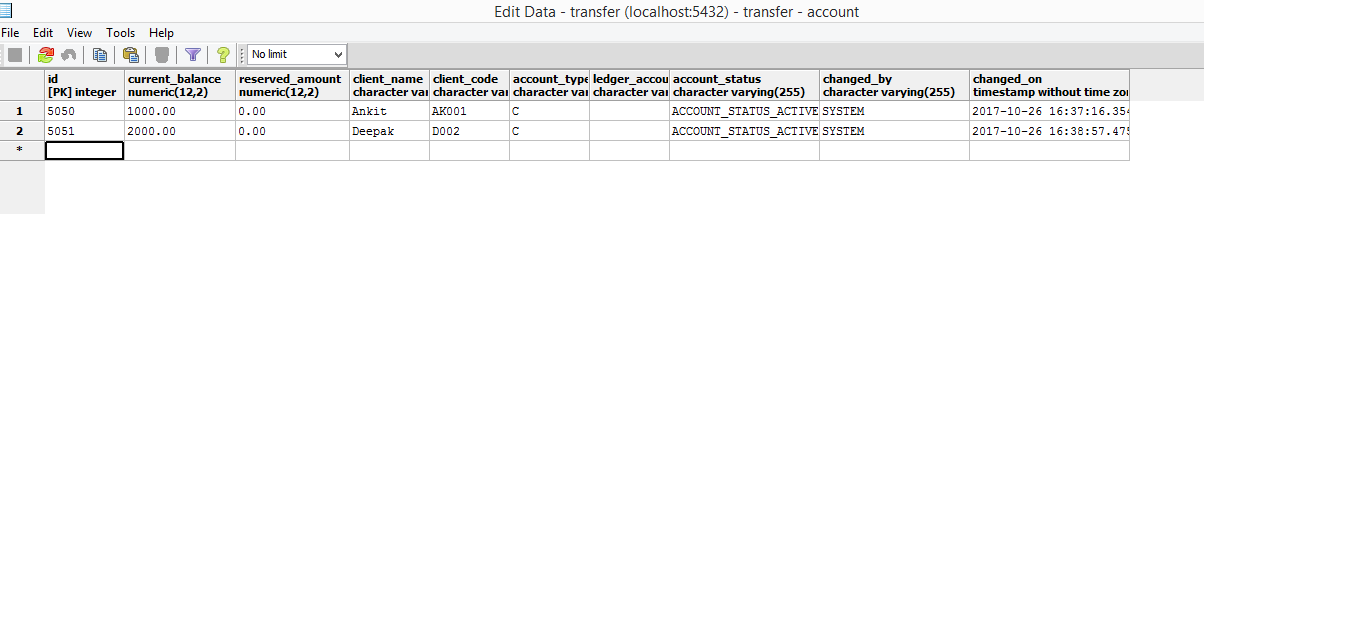 Edit Data - transfer (localhost:5432) - transfer - account
File Edit View Tools Help
No limit
id current_balance reserved_amount client_name client_code account_type ledger_accou account_status changed_by changed_on
[PK] integer numeric(12,2) numeric(12,2) character var character var character var character var character varying(255) character varying(255) timestamp without time zo
1 5050 1000.00 0.00 Ankit AK001 C ACCOUNT_STATUS_ACTIVE SYSTEM 2017-10-26 16:37:16.354
2 5051 2000.00 0.00 Deepak D002 C ACCOUNT_STATUS_ACTIVE SYSTEM 2017-10-26 16:38:57.475
*